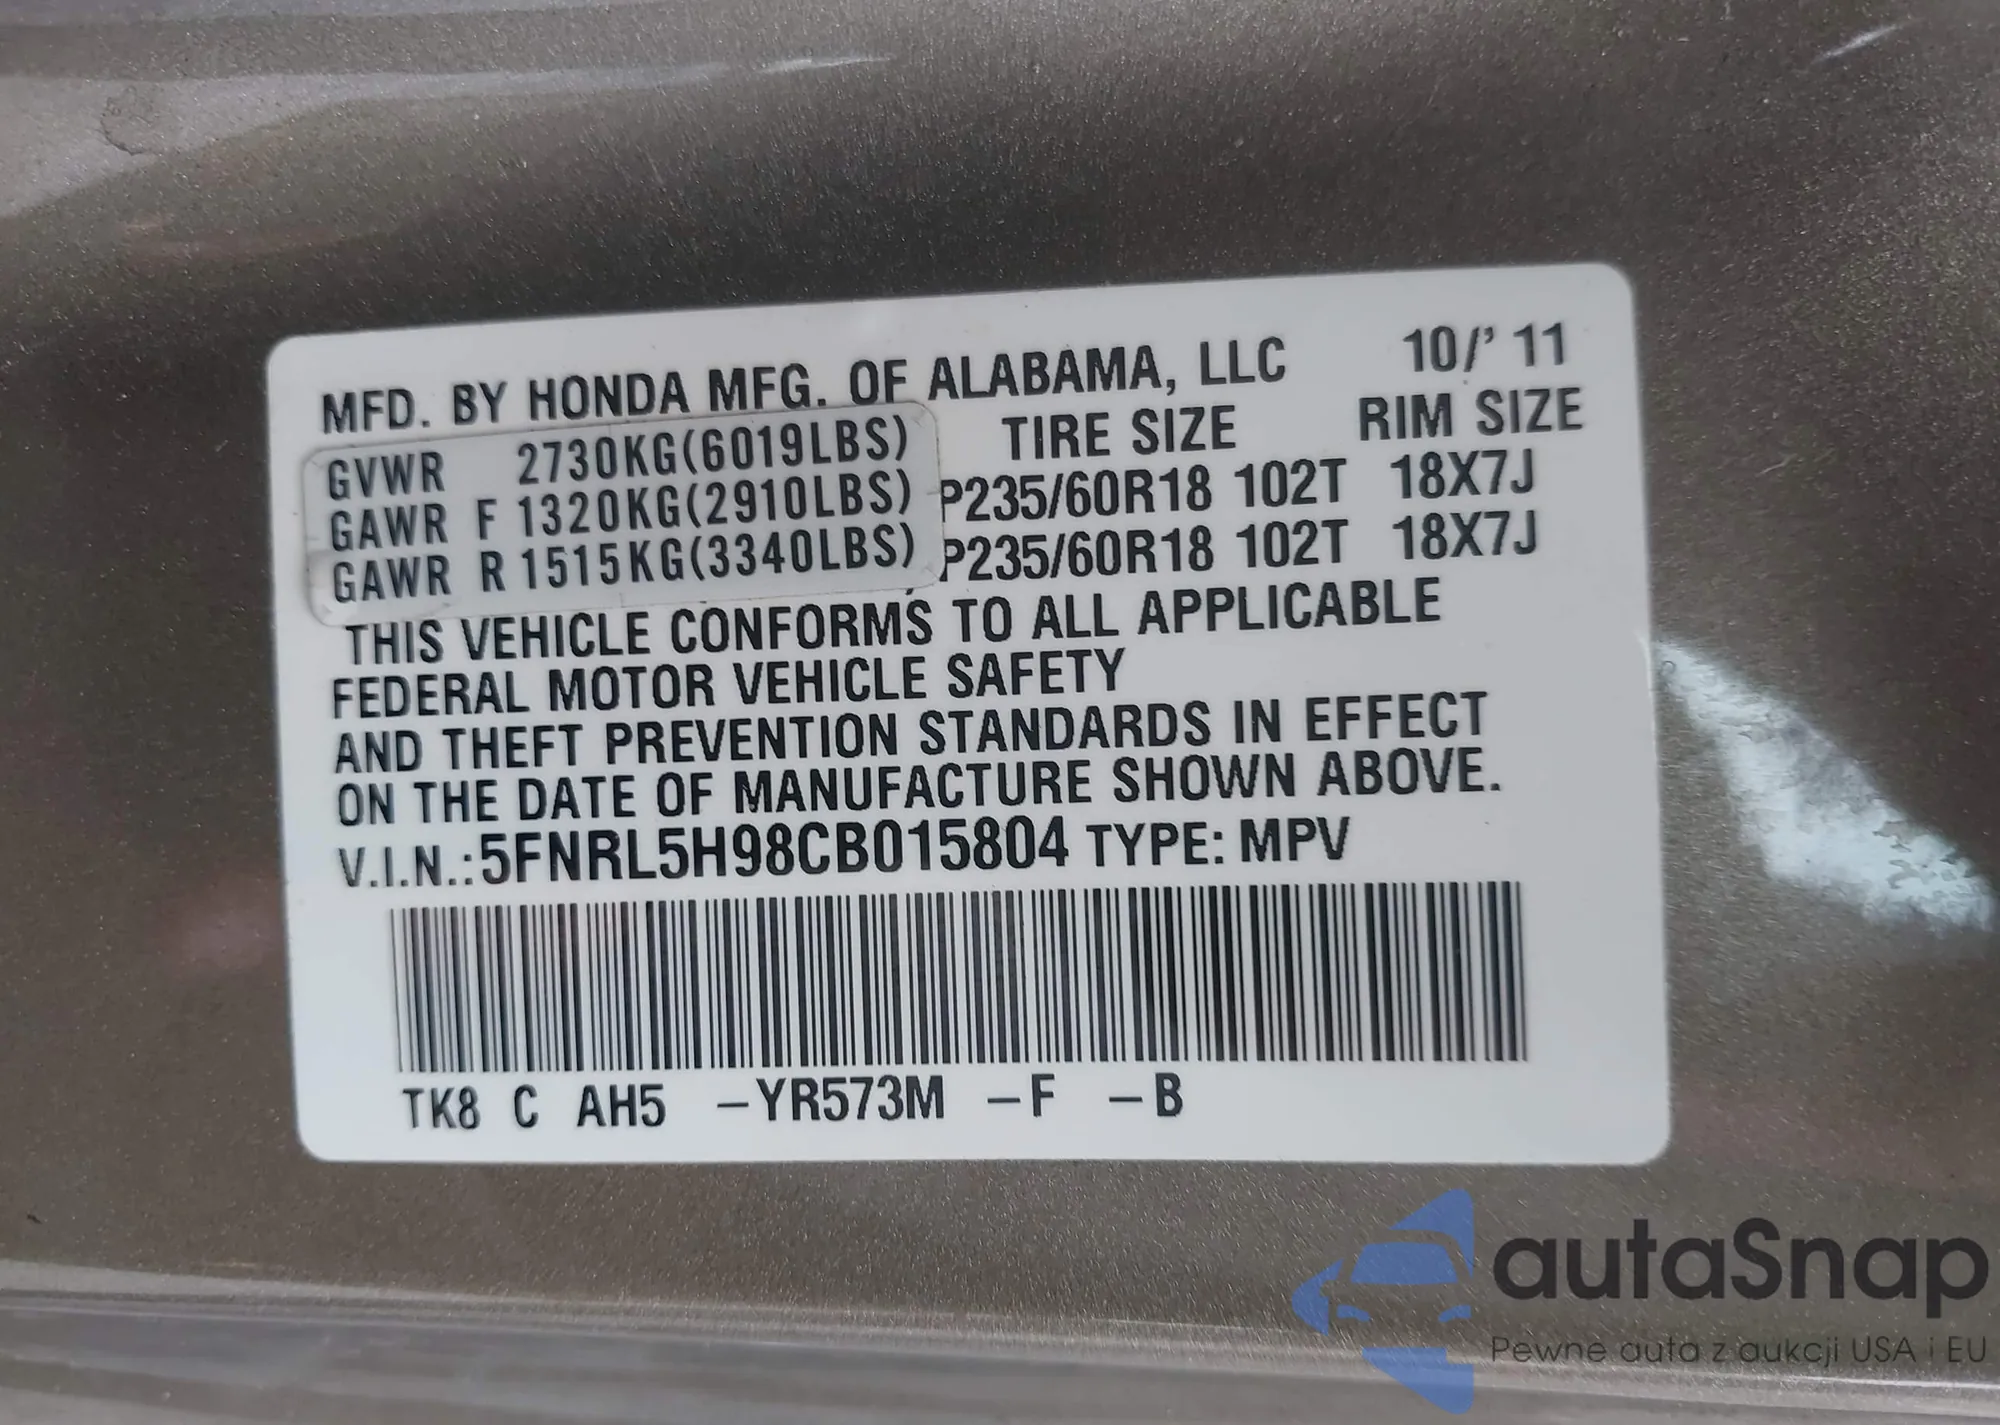 MFD. BY HONDA MFG. OF ALABAMA, LLC 10/' 11
TIRE SIZE RIM SIZE
GVWR 2730KG(6019LBS)
GAWR F 1320KG(2910LBS) P235/60R18 102T 18X7J
GAWR R 1515KG(3340LBS) P235/60R18 102T 18X7J
THIS VEHICLE CONFORMS TO ALL APPLICABLE
FEDERAL MOTOR VEHICLE SAFETY
AND THEFT PREVENTION STANDARDS IN EFFECT
ON THE DATE OF MANUFACTURE SHOWN ABOVE.
V.I.N.:5FNRL5H98CB015804 TYPE: MPV
TK8 C AH5 –YR573M –F –B
autaSnap
Pewne auta z aukcji USA i EU